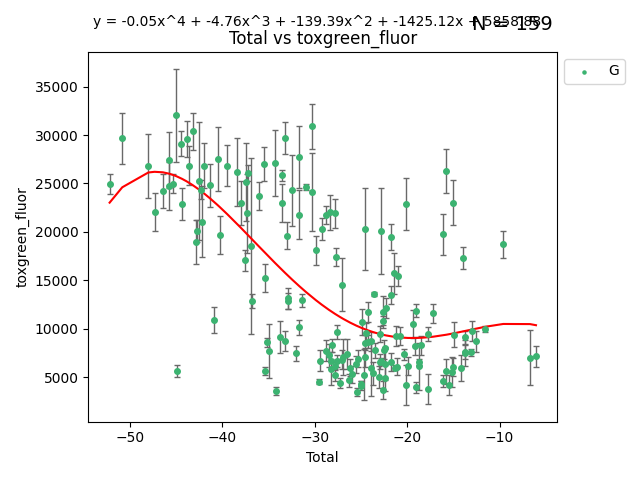 y = -0.05x^4 + -4.76x^3 + -139.39x^2 + -1425.12x + 5858.88
N = 159
Total vs toxgreen_fluor
G
toxgreen_fluor
35000
30000
25000
20000
15000
10000
5000
−50
−40
−30
−20
−10
Total